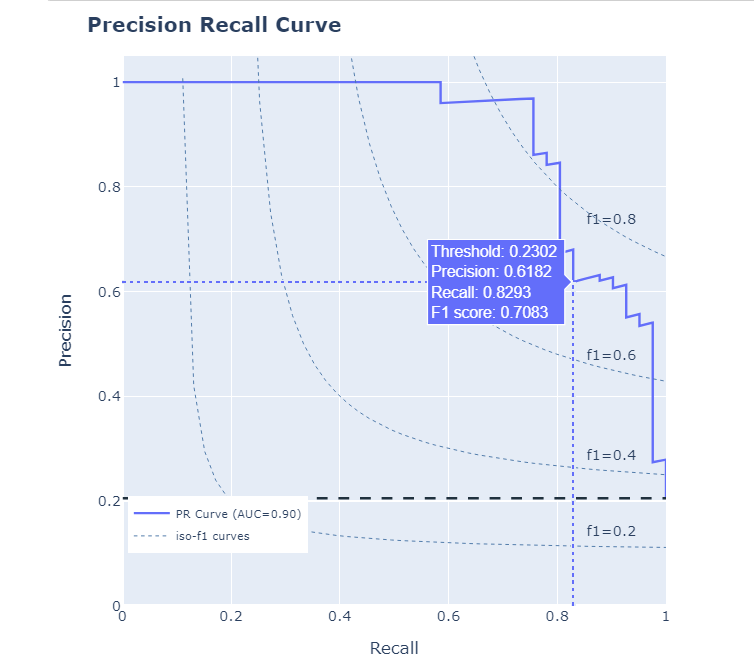 Precision Recall Curve
1
0.8
0.6
0.4
0.2
0
Precision
f1=0.8
Threshold: 0.2302
Precision: 0.6182
Recall: 0.8293
F1 score: 0.7083
f1=0.6
f1=0.4
f1=0.2
PR Curve (AUC=0.90)
iso-f1 curves
0
0.2
0.4
0.6
0.8
1
Recall